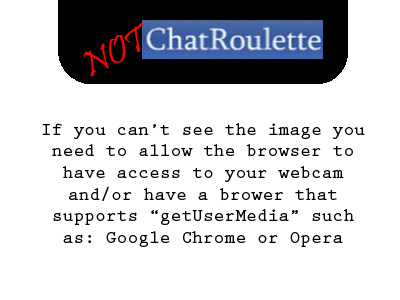 NOT ChatRoulette
If you can't see the image you
need to allow the browser to
have access to your webcam
and/or have a brower that
supports “getUserMedia” such
as: Google Chrome or Opera